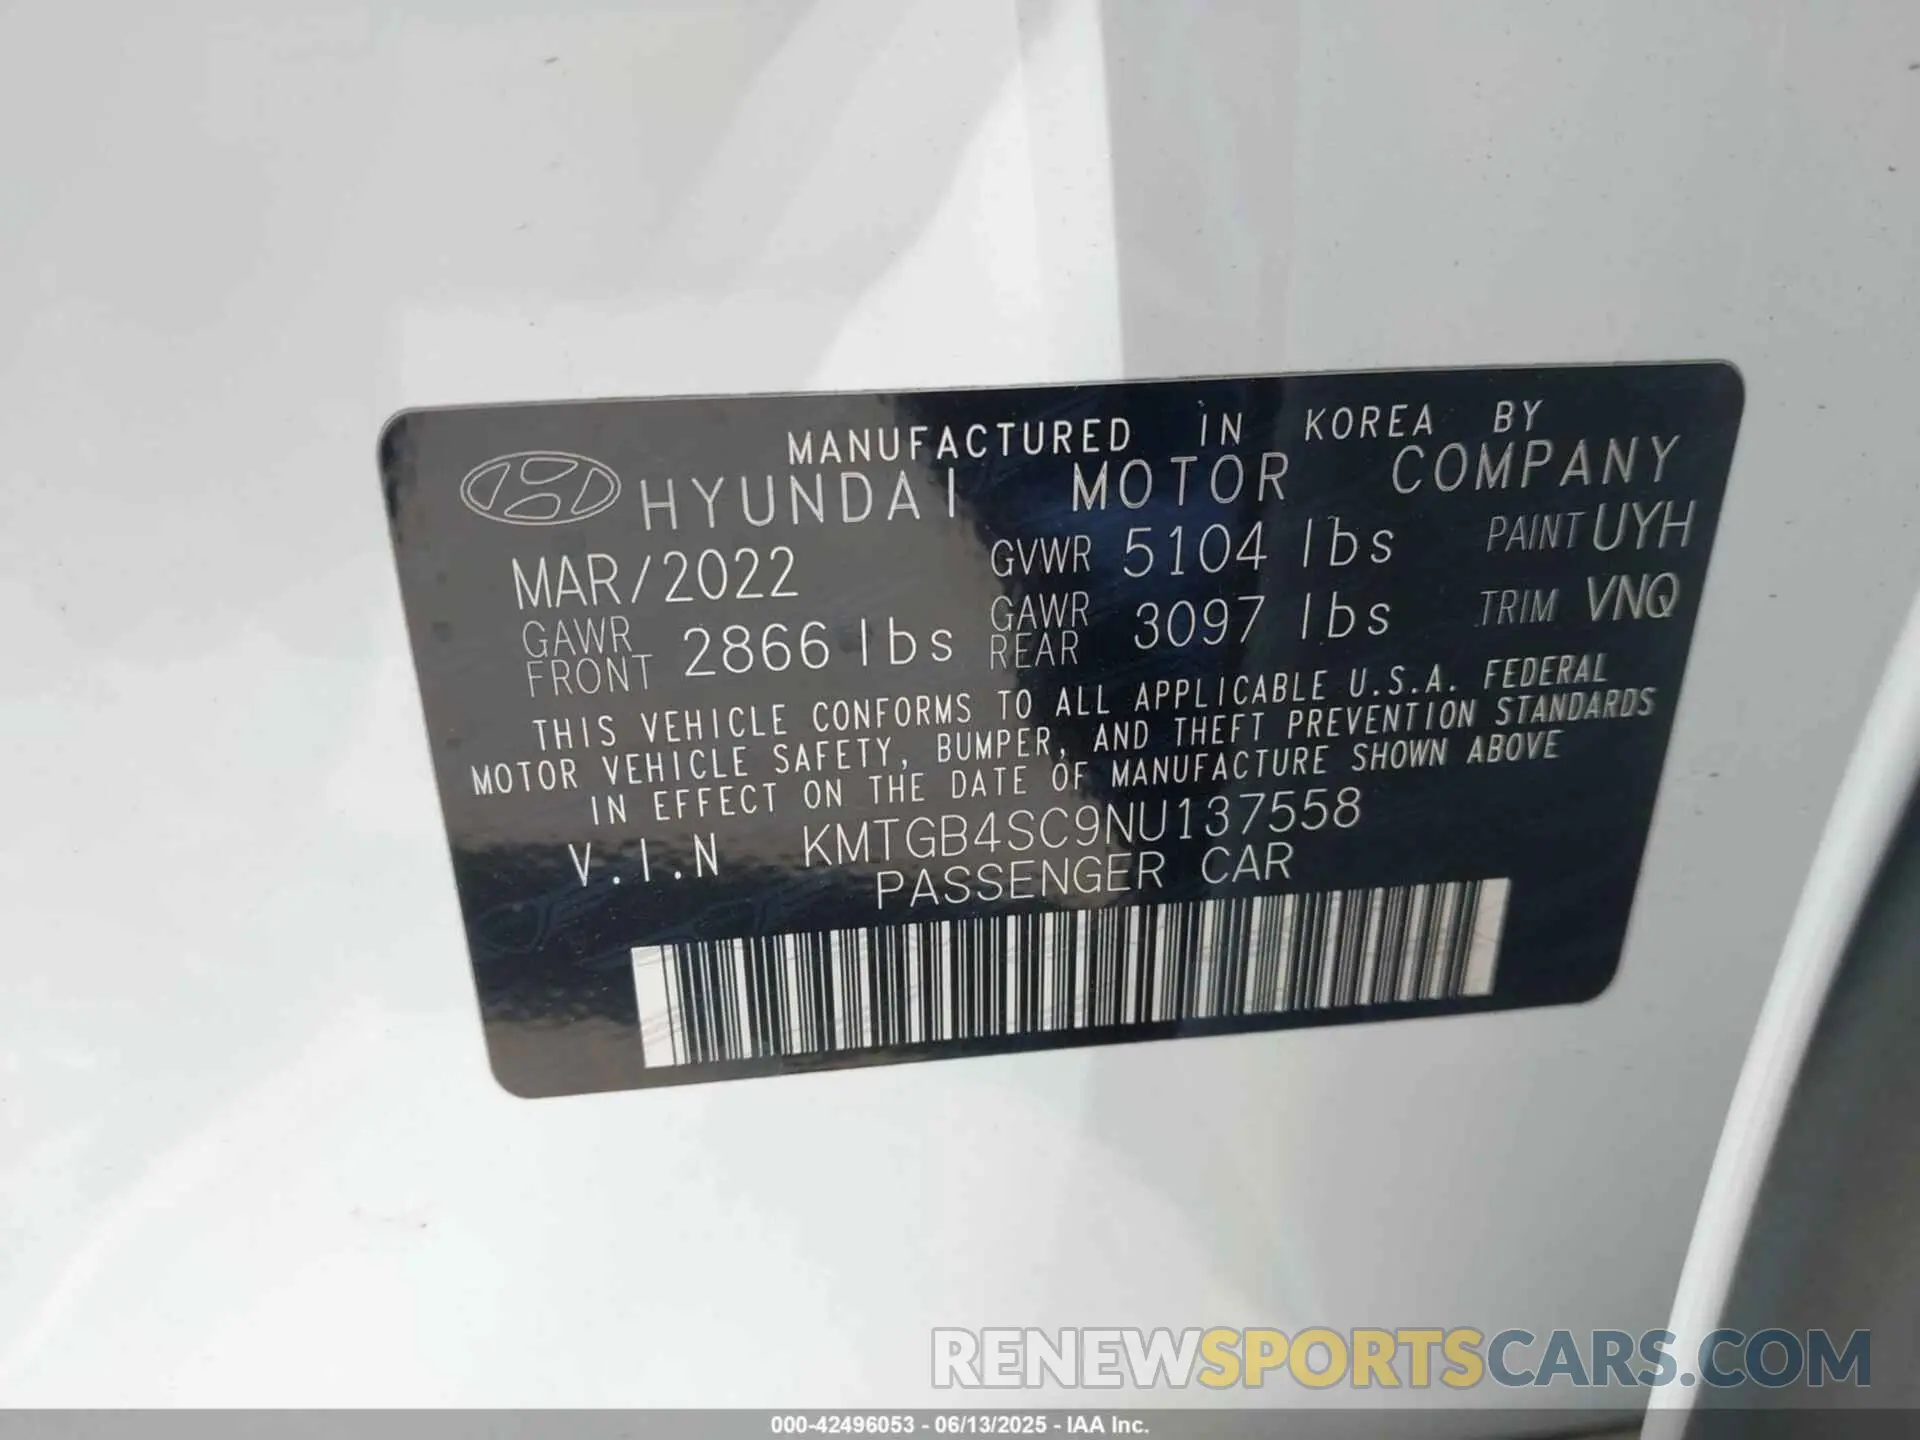 MANUFACTURED IN KOREA BY
HYUNDAI MOTOR COMPANY
MAR/2022 GVWR 5104 lbs PAINT UYH
GAWR FRONT 2866 lbs GAWR REAR 3097 lbs TRIM VNQ
THIS VEHICLE CONFORMS TO ALL APPLICABLE U.S.A. FEDERAL
MOTOR VEHICLE SAFETY, BUMPER, AND THEFT PREVENTION STANDARDS
IN EFFECT ON THE DATE OF MANUFACTURE SHOWN ABOVE
V.I.N KMTGB4SC9NU137558
PASSENGER CAR
RENEWSPORTSCARS.COM
000-42496053 - 06/13/2025 - IAA Inc.